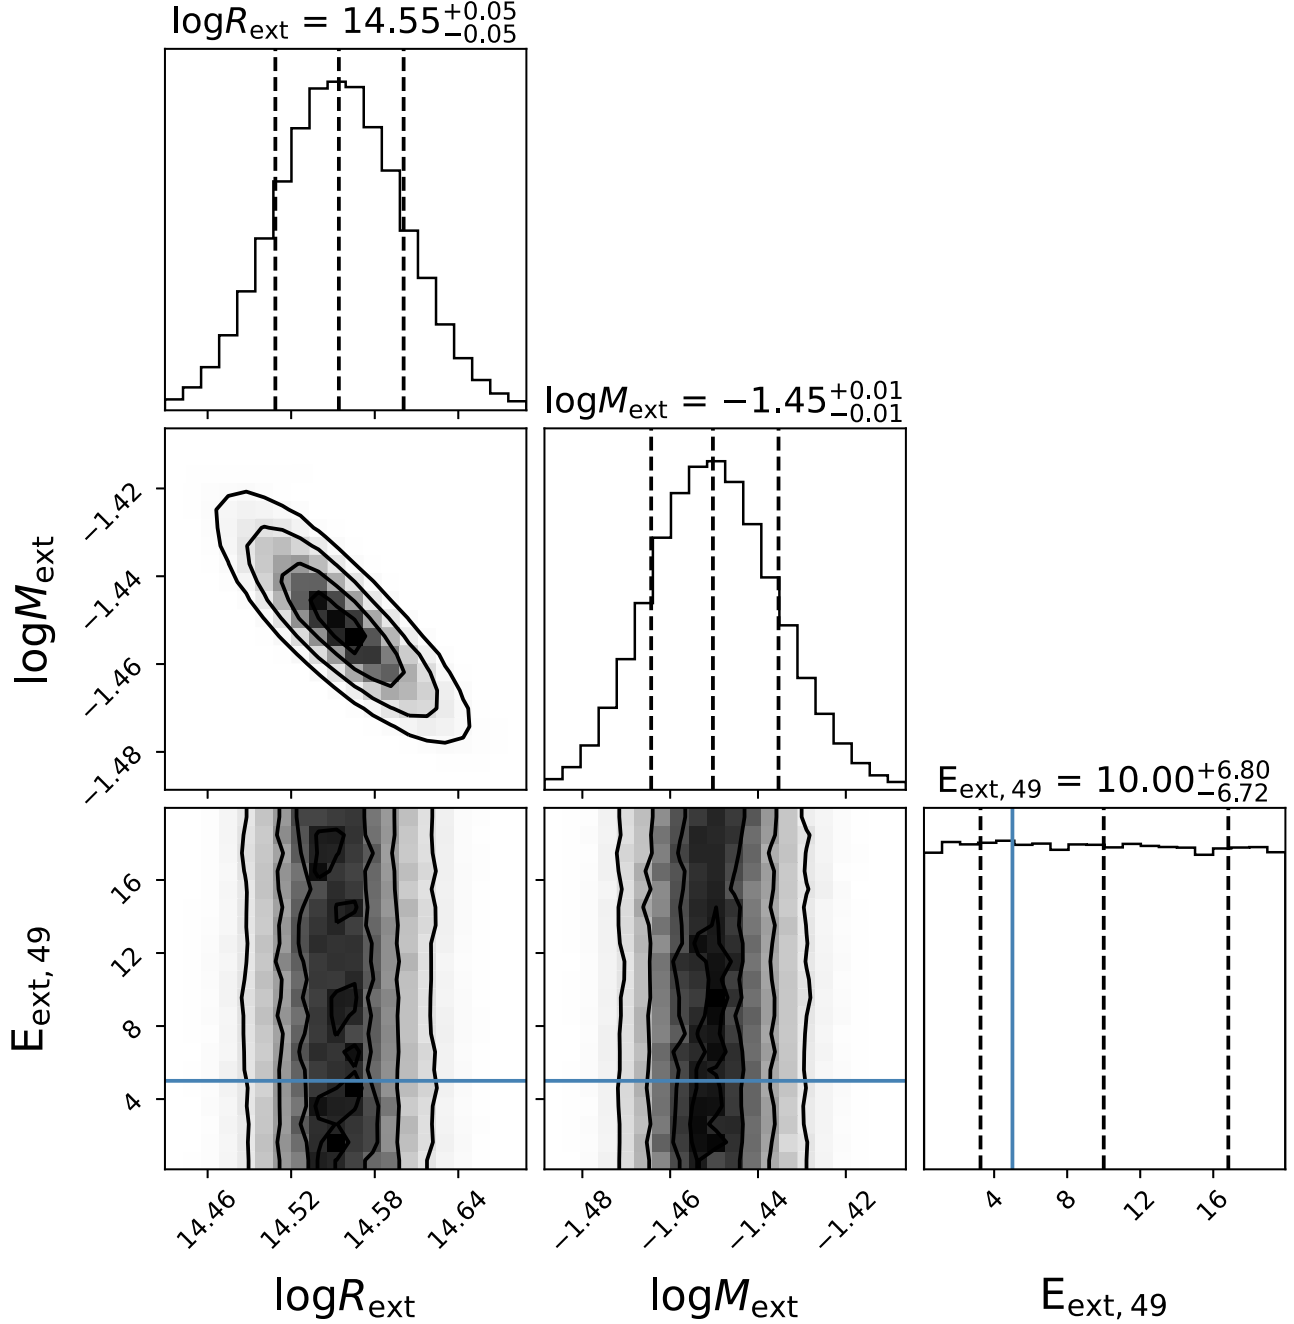 logR_ext = 14.55^{+0.05}_{-0.05}
logM_ext = −1.45^{+0.01}_{-0.01}
−1.42
−1.44
−1.46
−1.48
logM_ext
E_ext, 49 = 10.00^{+6.80}_{-6.72}
16
12
8
4
E_ext, 49
14.46
14.52
14.58
14.64
−1.48
−1.46
−1.44
−1.42
4
8
12
16
logR_ext
logM_ext
E_ext, 49